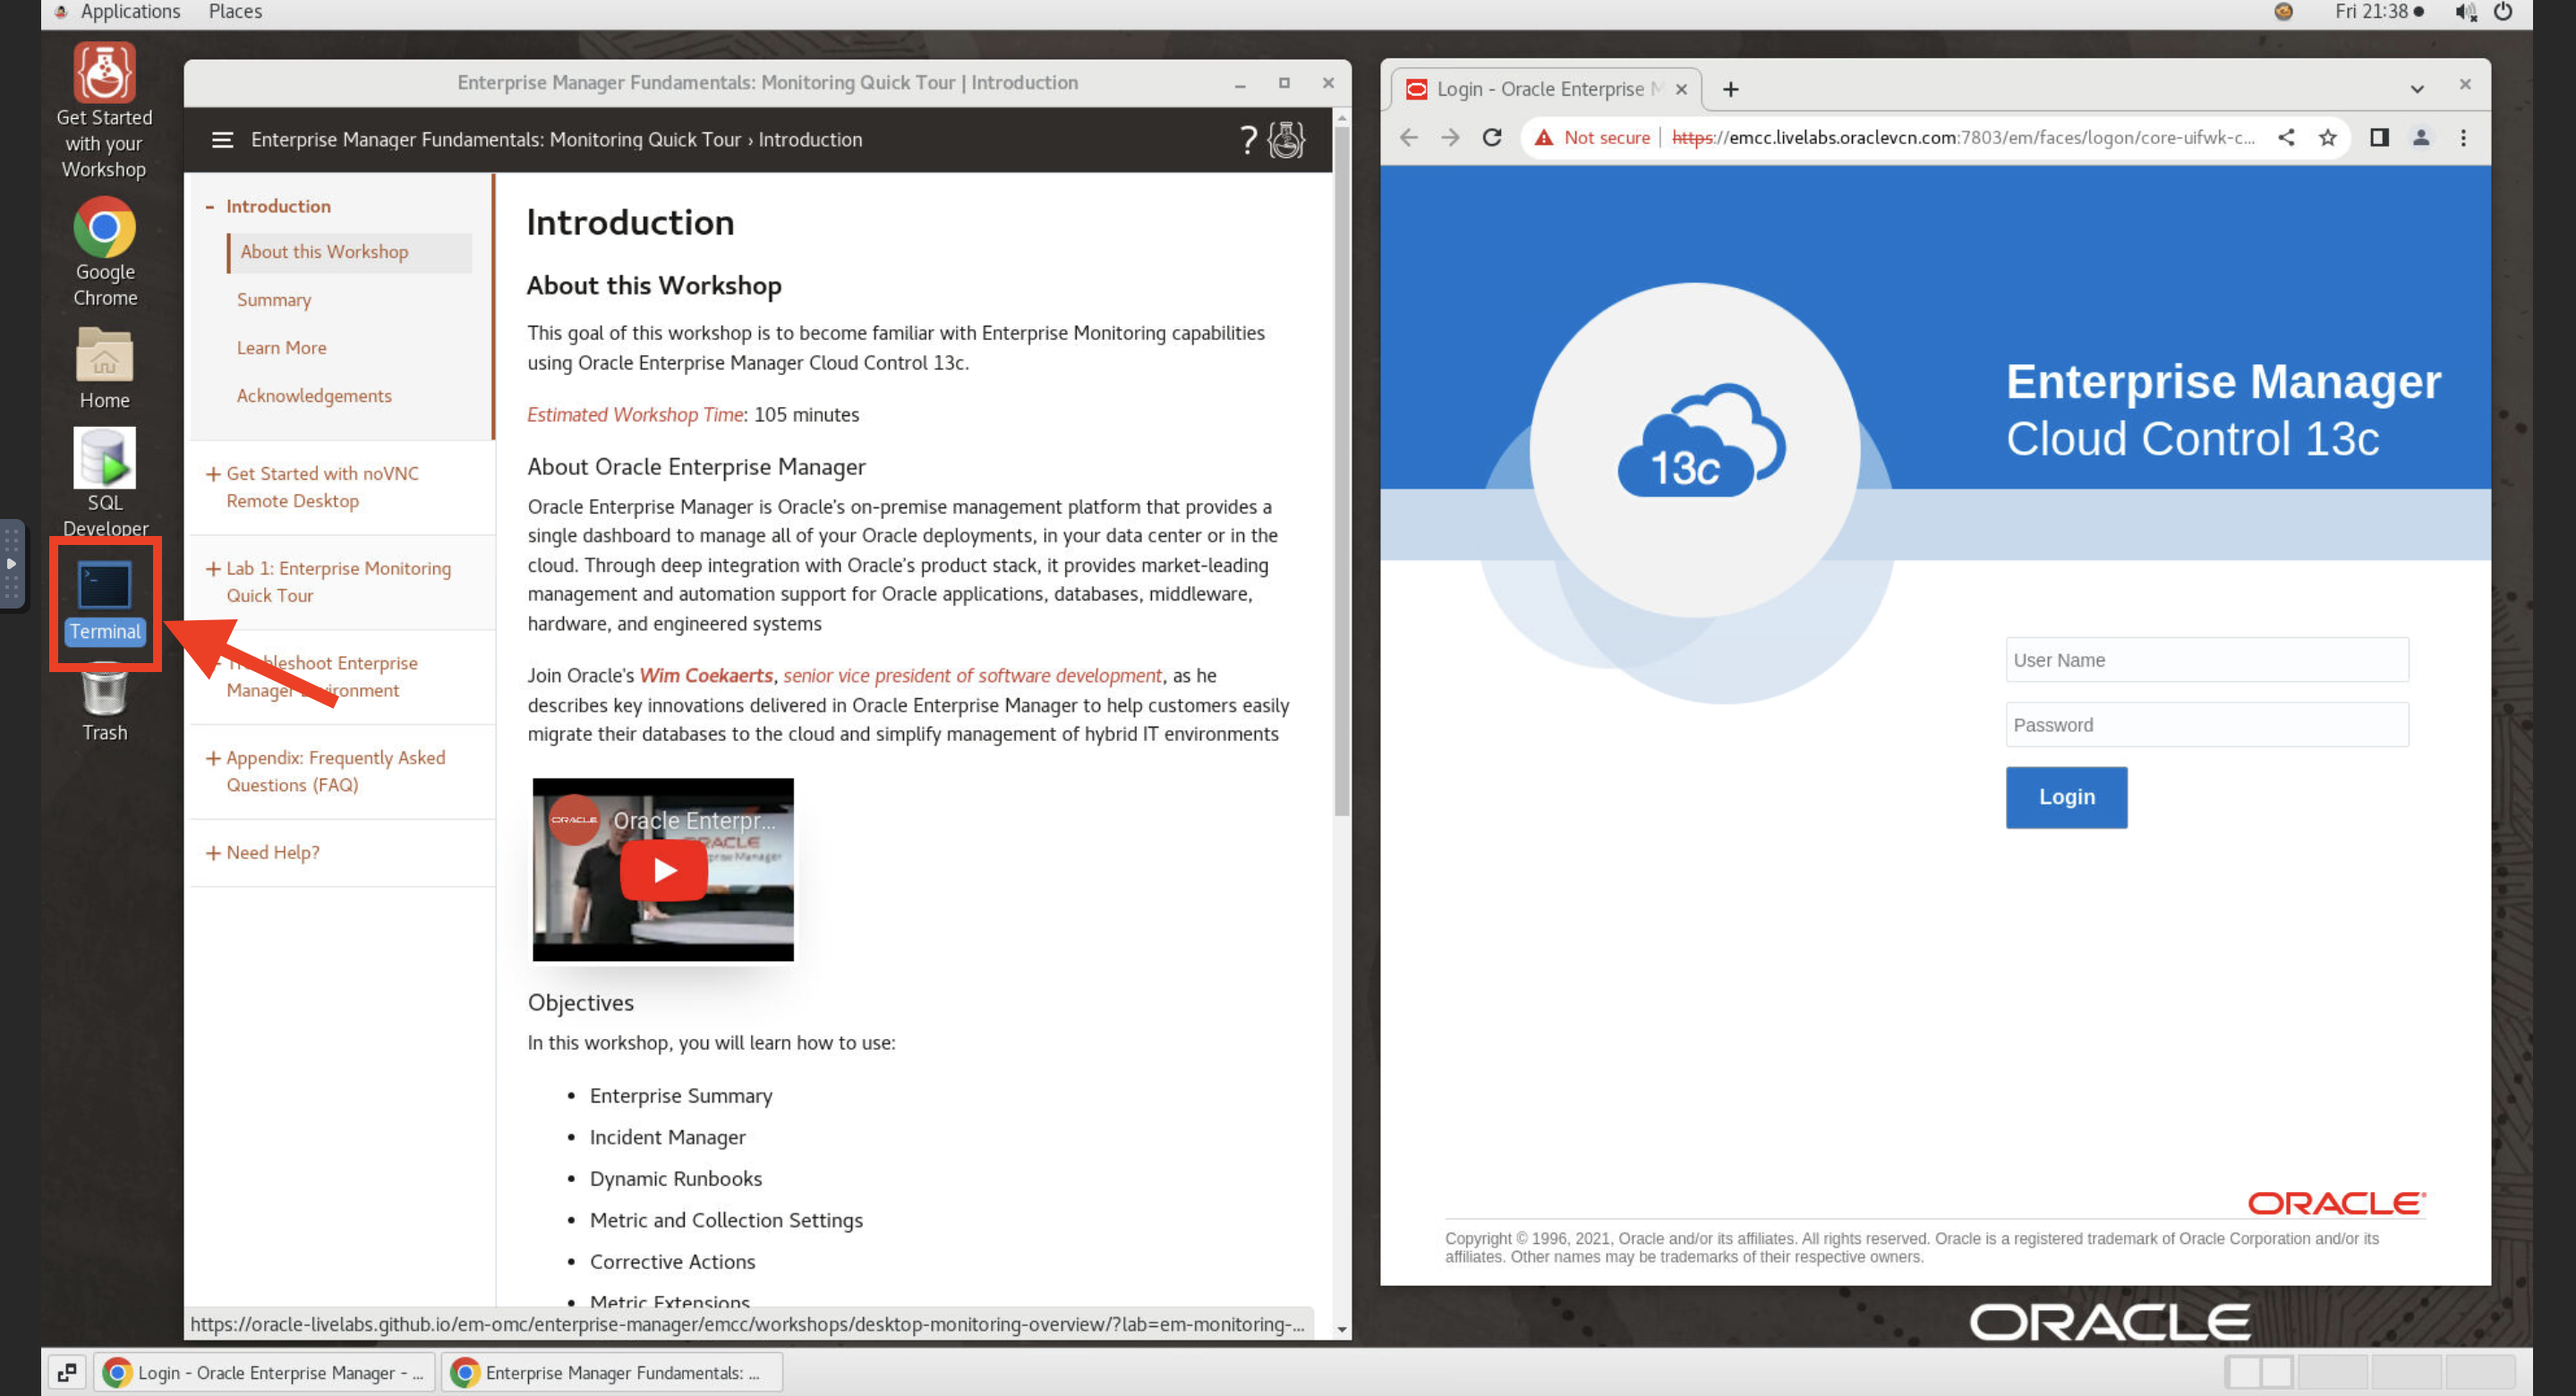 Applications Places
Fri 21:38
Get Started
with your
Workshop
Google
Chrome
Home
SQL
Developer
Terminal
Trash
Enterprise Manager Fundamentals: Monitoring Quick Tour | Introduction
Enterprise Manager Fundamentals: Monitoring Quick Tour › Introduction
?
- Introduction
About this Workshop
Summary
Learn More
Acknowledgements
+ Get Started with noVNC
Remote Desktop
+ Lab 1: Enterprise Monitoring
Quick Tour
Enterprise
Manager
+ Appendix: Frequently Asked
Questions (FAQ)
+ Need Help?
Introduction
About this Workshop
This goal of this workshop is to become familiar with Enterprise Monitoring capabilities
using Oracle Enterprise Manager Cloud Control 13c.
Estimated Workshop Time: 105 minutes
About Oracle Enterprise Manager
Oracle Enterprise Manager is Oracle's on-premise management platform that provides a
single dashboard to manage all of your Oracle deployments, in your data center or in the
cloud. Through deep integration with Oracle's product stack, it provides market-leading
management and automation support for Oracle applications, databases, middleware,
hardware, and engineered systems
Join Oracle's Wim Coekaerts, senior vice president of software development, as he
describes key innovations delivered in Oracle Enterprise Manager to help customers easily
migrate their databases to the cloud and simplify management of hybrid IT environments
ORACLE
Oracle Enterpr...
Objectives
In this workshop, you will learn how to use:
• Enterprise Summary
• Incident Manager
• Dynamic Runbooks
• Metric and Collection Settings
• Corrective Actions
• Metric Extensions
https://oracle-livelabs.github.io/em-omc/enterprise-manager/emcc/workshops/desktop-monitoring-overview/?lab=em-monitoring-...
Login - Oracle Enterprise M
Not secure | https://emcc.livelabs.oraclevcn.com:7803/em/faces/logon/core-uifwk-c...
13c
Enterprise Manager
Cloud Control 13c
User Name
Password
Login
ORACLE
Copyright © 1996, 2021, Oracle and/or its affiliates. All rights reserved. Oracle is a registered trademark of Oracle Corporation and/or its
affiliates. Other names may be trademarks of their respective owners.
ORACLE
Login - Oracle Enterprise Manager - ...
Enterprise Manager Fundamentals: ...